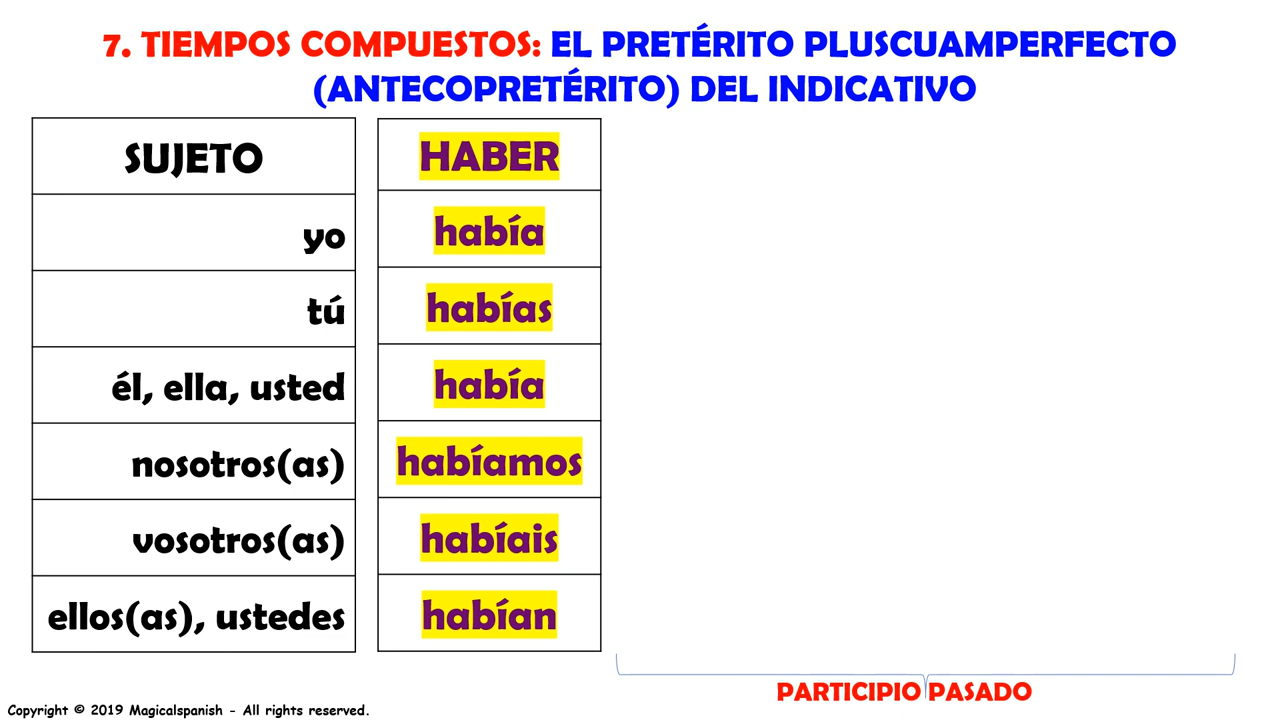 7. TIEMPOS COMPUESTOS: EL PRETÉRITO PLUSCUAMPERFECTO
(ANTECOPRETÉRITO) DEL INDICATIVO
SUJETO HABER
yo había
tú habías
él, ella, usted había
nosotros(as) habíamos
vosotros(as) habíais
ellos(as), ustedes habían
PARTICIPIO PASADO
Copyright © 2019 Magicalspanish - All rights reserved.